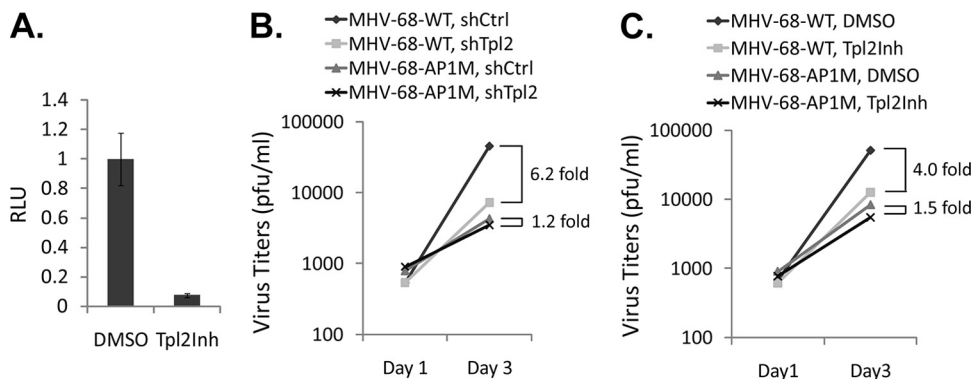 A.
RLU
1.4
1.2
1
0.8
0.6
0.4
0.2
0
DMSO Tpl2Inh
B.
MHV-68-WT, shCtrl
MHV-68-WT, shTpl2
MHV-68-AP1M, shCtrl
MHV-68-AP1M, shTpl2
Virus Titers (pfu/ml)
100000
10000
1000
100
6.2 fold
1.2 fold
Day 1 Day 3
C.
MHV-68-WT, DMSO
MHV-68-WT, Tpl2Inh
MHV-68-AP1M, DMSO
MHV-68-AP1M, Tpl2Inh
Virus Titers (pfu/ml)
100000
10000
1000
100
4.0 fold
1.5 fold
Day1 Day3